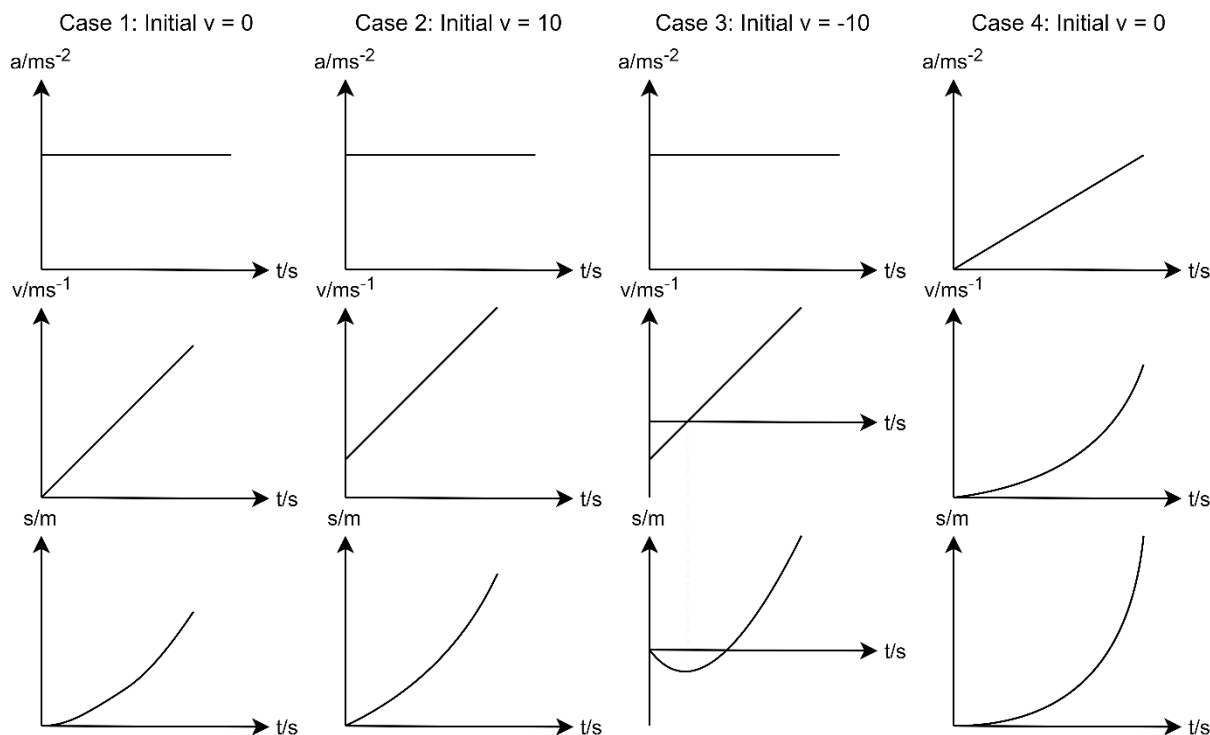 Case 1: Initial v = 0
Case 2: Initial v = 10
Case 3: Initial v = -10
Case 4: Initial v = 0
a/ms-2
a/ms-2
a/ms-2
a/ms-2
t/s
t/s
t/s
t/s
v/ms-1
v/ms-1
v/ms-1
v/ms-1
t/s
t/s
t/s
t/s
s/m
s/m
s/m
s/m
t/s
t/s
t/s
t/s